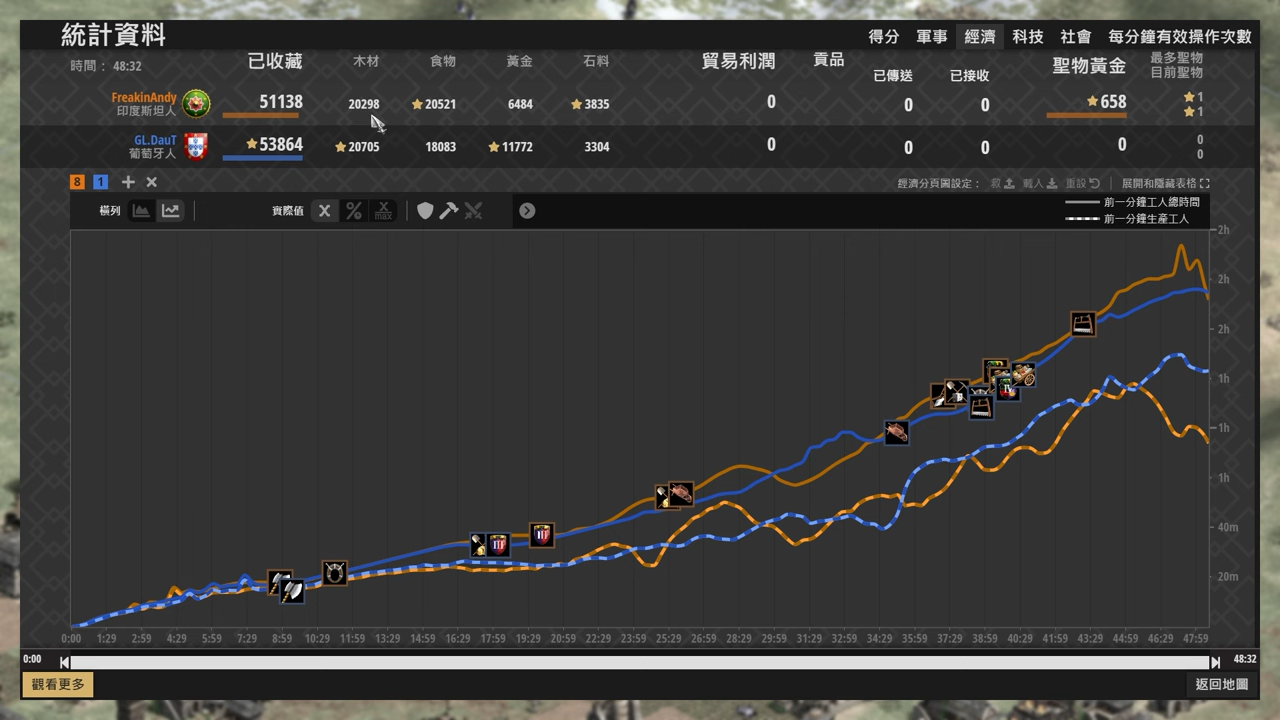 統計資料
得分 軍事 經濟 科技 社會 每分鐘有效操作次數
時間： 48:32
已收藏 木材 食物 黃金 石料 貿易利潤 貢品 已傳送 已接收 聖物黃金 最多聖物 目前聖物
FreakinAndy
印度斯坦人
51138 20298 20521 6484 3835 0 0 0 658 1 1
GL.DauT
葡萄牙人
53864 20705 18083 11772 3304 0 0 0 0 0 0
8 1
經濟分頁圖設定： 載入 重設 展開和隱藏表格
橫列 實際值 X % X/max
前一分鐘工人總時間
前一分鐘生產工人
2h
2h
2h
1h
1h
1h
40m
20m
0:00 1:29 2:59 4:29 5:59 7:29 8:59 10:29 11:59 13:29 14:59 16:29 17:59 19:29 20:59 22:29 23:59 25:29 26:59 28:29 29:59 31:29 32:59 34:29 35:59 37:29 38:59 40:29 41:59 43:29 44:59 46:29 47:59
0:00 48:32
觀看更多 返回地圖